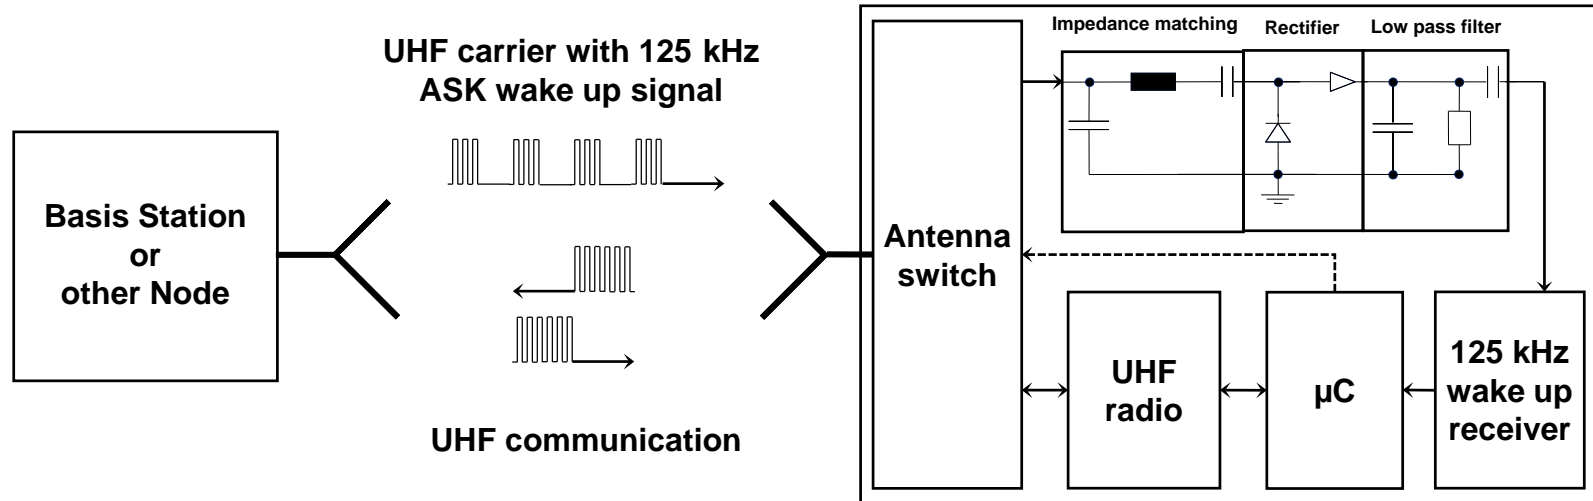 UHF carrier with 125 kHz
ASK wake up signal
Basis Station
or
other Node
UHF communication
Antenna
switch
Impedance matching
Rectifier
Low pass filter
UHF
radio
µC
125 kHz
wake up
receiver